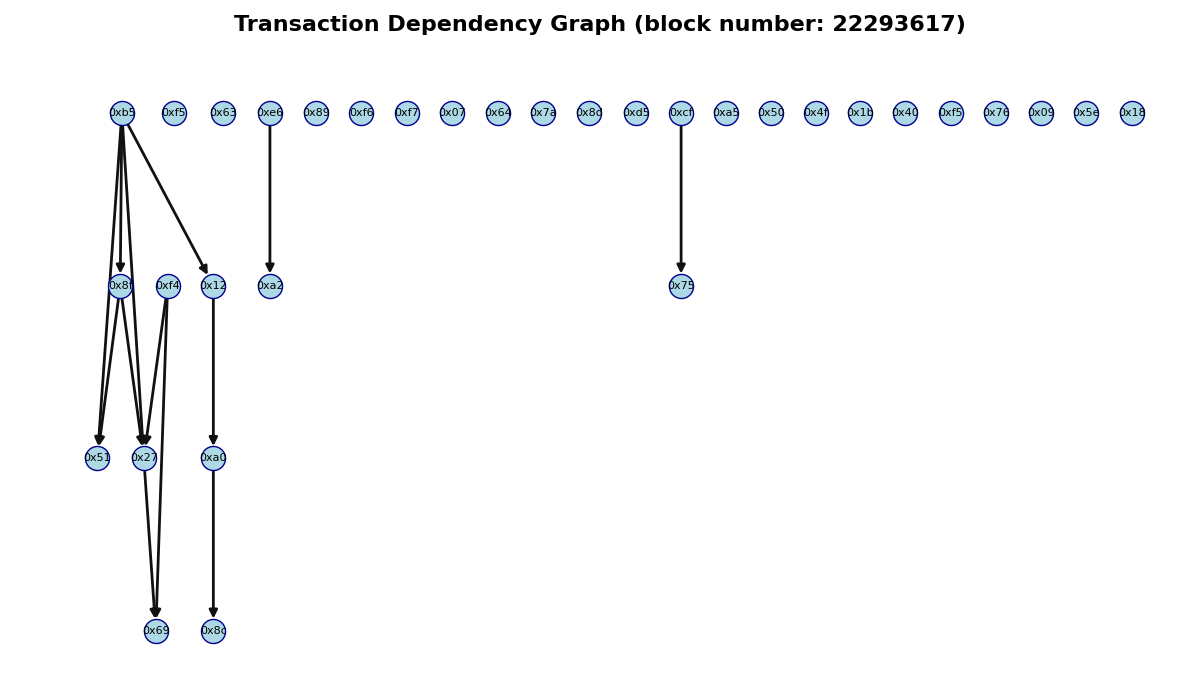 Transaction Dependency Graph (block number: 22293617)
0xb5 0xf5 0x63 0xe6 0x89 0xf6 0xf7 0x07 0x64 0x7a 0x8d 0xd5 0xcf 0xa5 0x50 0x4f 0x1b 0x40 0xf5 0x76 0x09 0x5e 0x18
0x8f 0xf4 0x12 0xa2 0x75
0x51 0x27 0xa0
0x69 0x8c